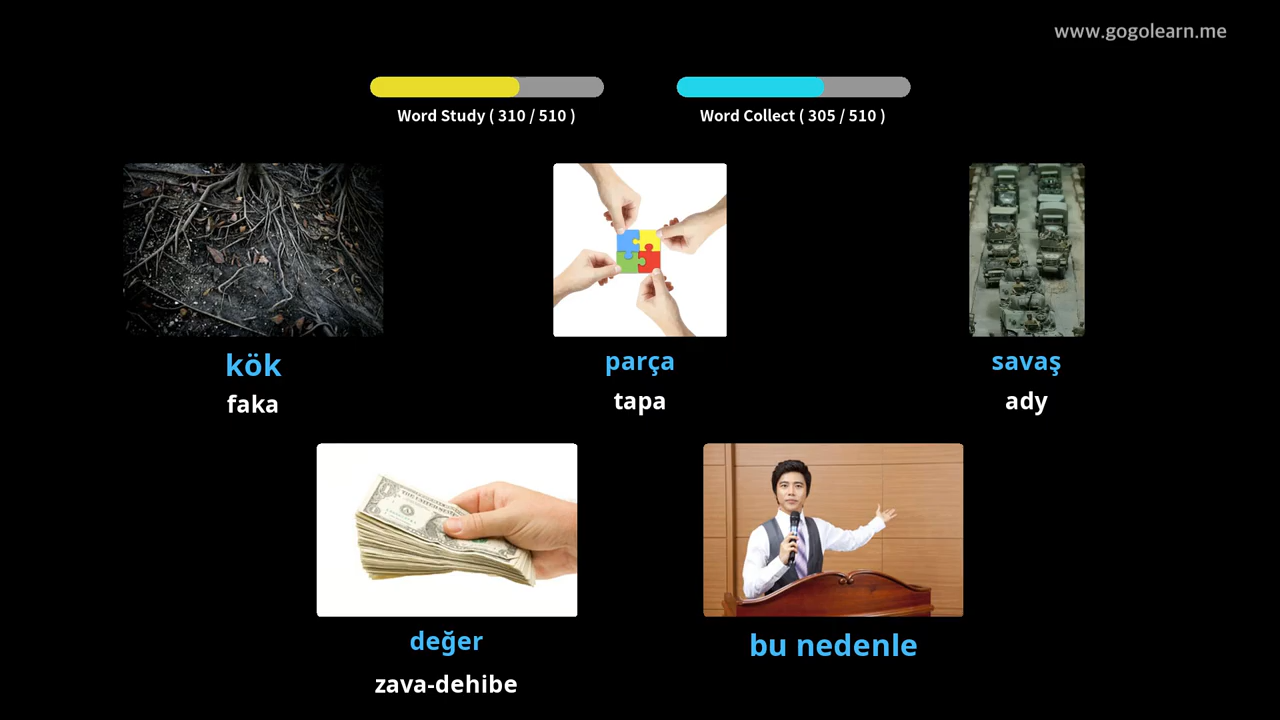 www.gogolearn.me
Word Study ( 310 / 510 )
Word Collect ( 305 / 510 )
kök
faka
parça
tapa
savaş
ady
değer
zava-dehibe
bu nedenle